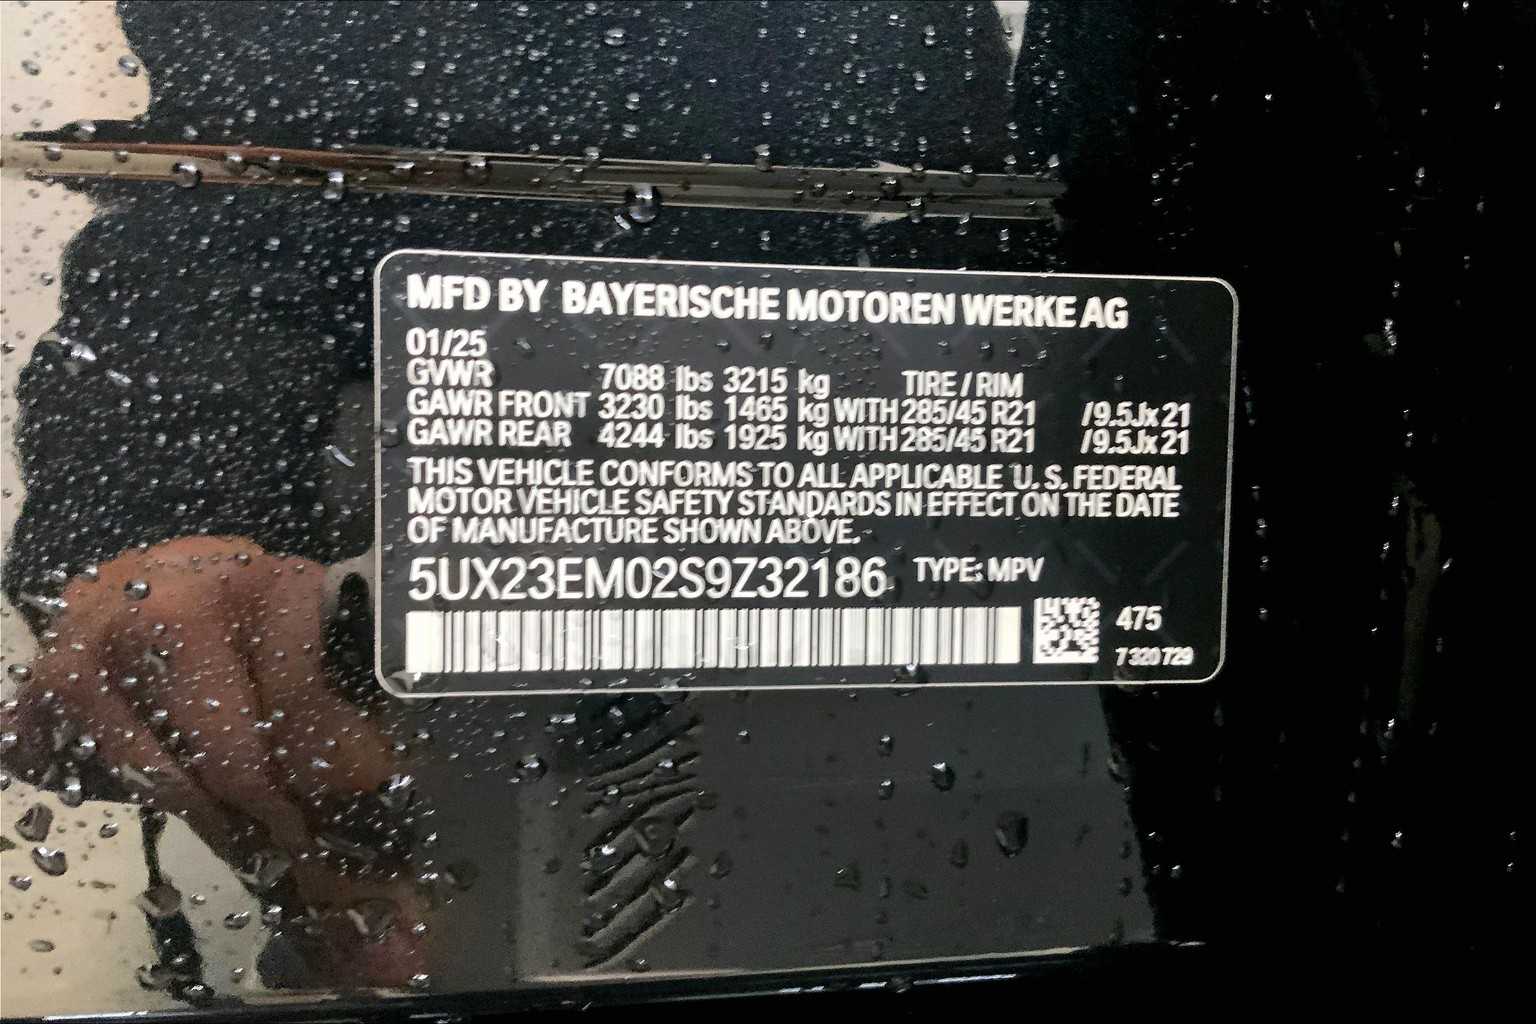 MFD BY BAYERISCHE MOTOREN WERKE AG
01/25
GVWR 7088 lbs 3215 kg TIRE / RIM
GAWR FRONT 3230 lbs 1465 kg WITH 285/45 R21 /9.5Jx21
GAWR REAR 4244 lbs 1925 kg WITH 285/45 R21 /9.5Jx21
THIS VEHICLE CONFORMS TO ALL APPLICABLE U.S. FEDERAL
MOTOR VEHICLE SAFETY STANDARDS IN EFFECT ON THE DATE
OF MANUFACTURE SHOWN ABOVE.
5UX23EM02S9Z32186 TYPE: MPV
475
7 320 729